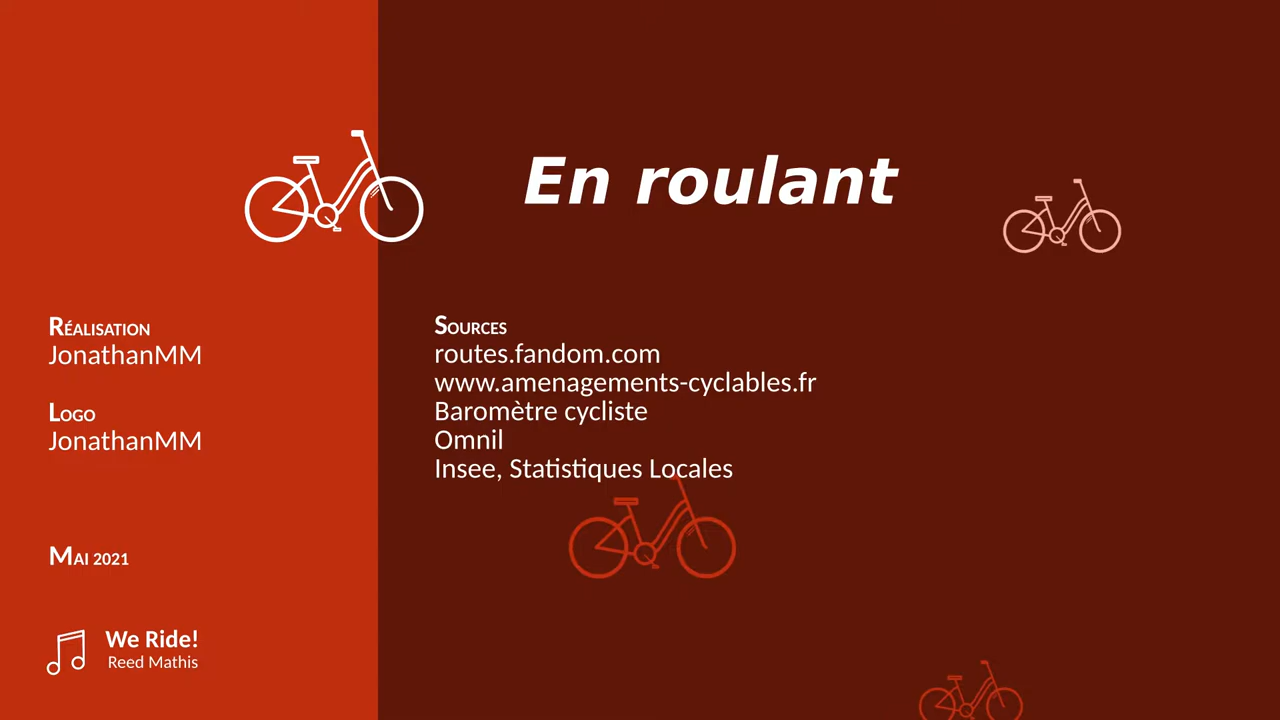 En roulant
Réalisation
JonathanMM
Logo
JonathanMM
Mai 2021
We Ride!
Reed Mathis
Sources
routes.fandom.com
www.amenagements-cyclables.fr
Baromètre cycliste
Omnil
Insee, Statistiques Locales